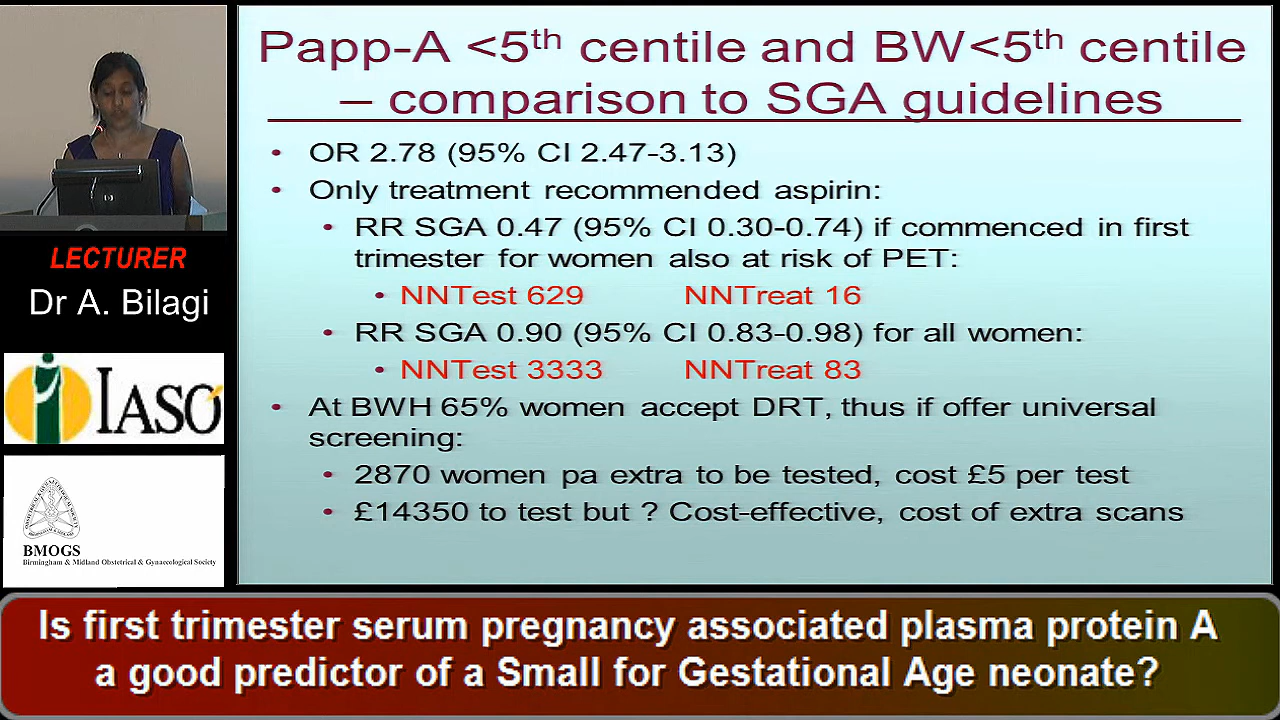 Papp-A <5th centile and BW<5th centile
– comparison to SGA guidelines
• OR 2.78 (95% CI 2.47-3.13)
• Only treatment recommended aspirin:
• RR SGA 0.47 (95% CI 0.30-0.74) if commenced in first
trimester for women also at risk of PET:
• NNTest 629 NNTreat 16
• RR SGA 0.90 (95% CI 0.83-0.98) for all women:
• NNTest 3333 NNTreat 83
• At BWH 65% women accept DRT, thus if offer universal
screening:
• 2870 women pa extra to be tested, cost £5 per test
• £14350 to test but ? Cost-effective, cost of extra scans
LECTURER
Dr A. Bilagi
IASO
BMOGS
Birmingham & Midland Obstetrical & Gynaecological Society
Is first trimester serum pregnancy associated plasma protein A
a good predictor of a Small for Gestational Age neonate?